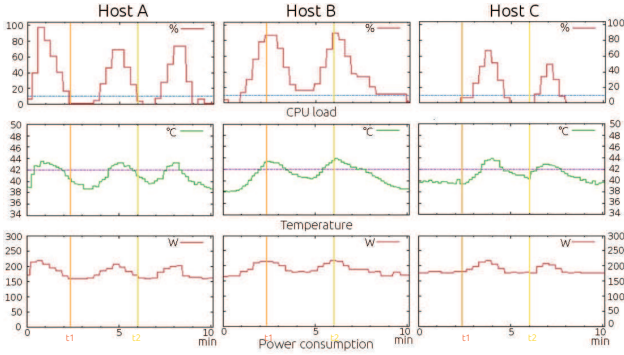 Host A Host B Host C
100 % % % 100
80 80
60 60
40 40
20 20
0 0
CPU load
50 °C °C °C 50
48 48
46 46
44 44
42 42
40 40
38 38
36 36
34 34
Temperature
300 W W W 300
250 250
200 200
150 150
100 100
50 50
0 0
0 5 10 0 5 10 0 5 10
t1 t2 min t1 t2 min t1 t2 min
Power consumption